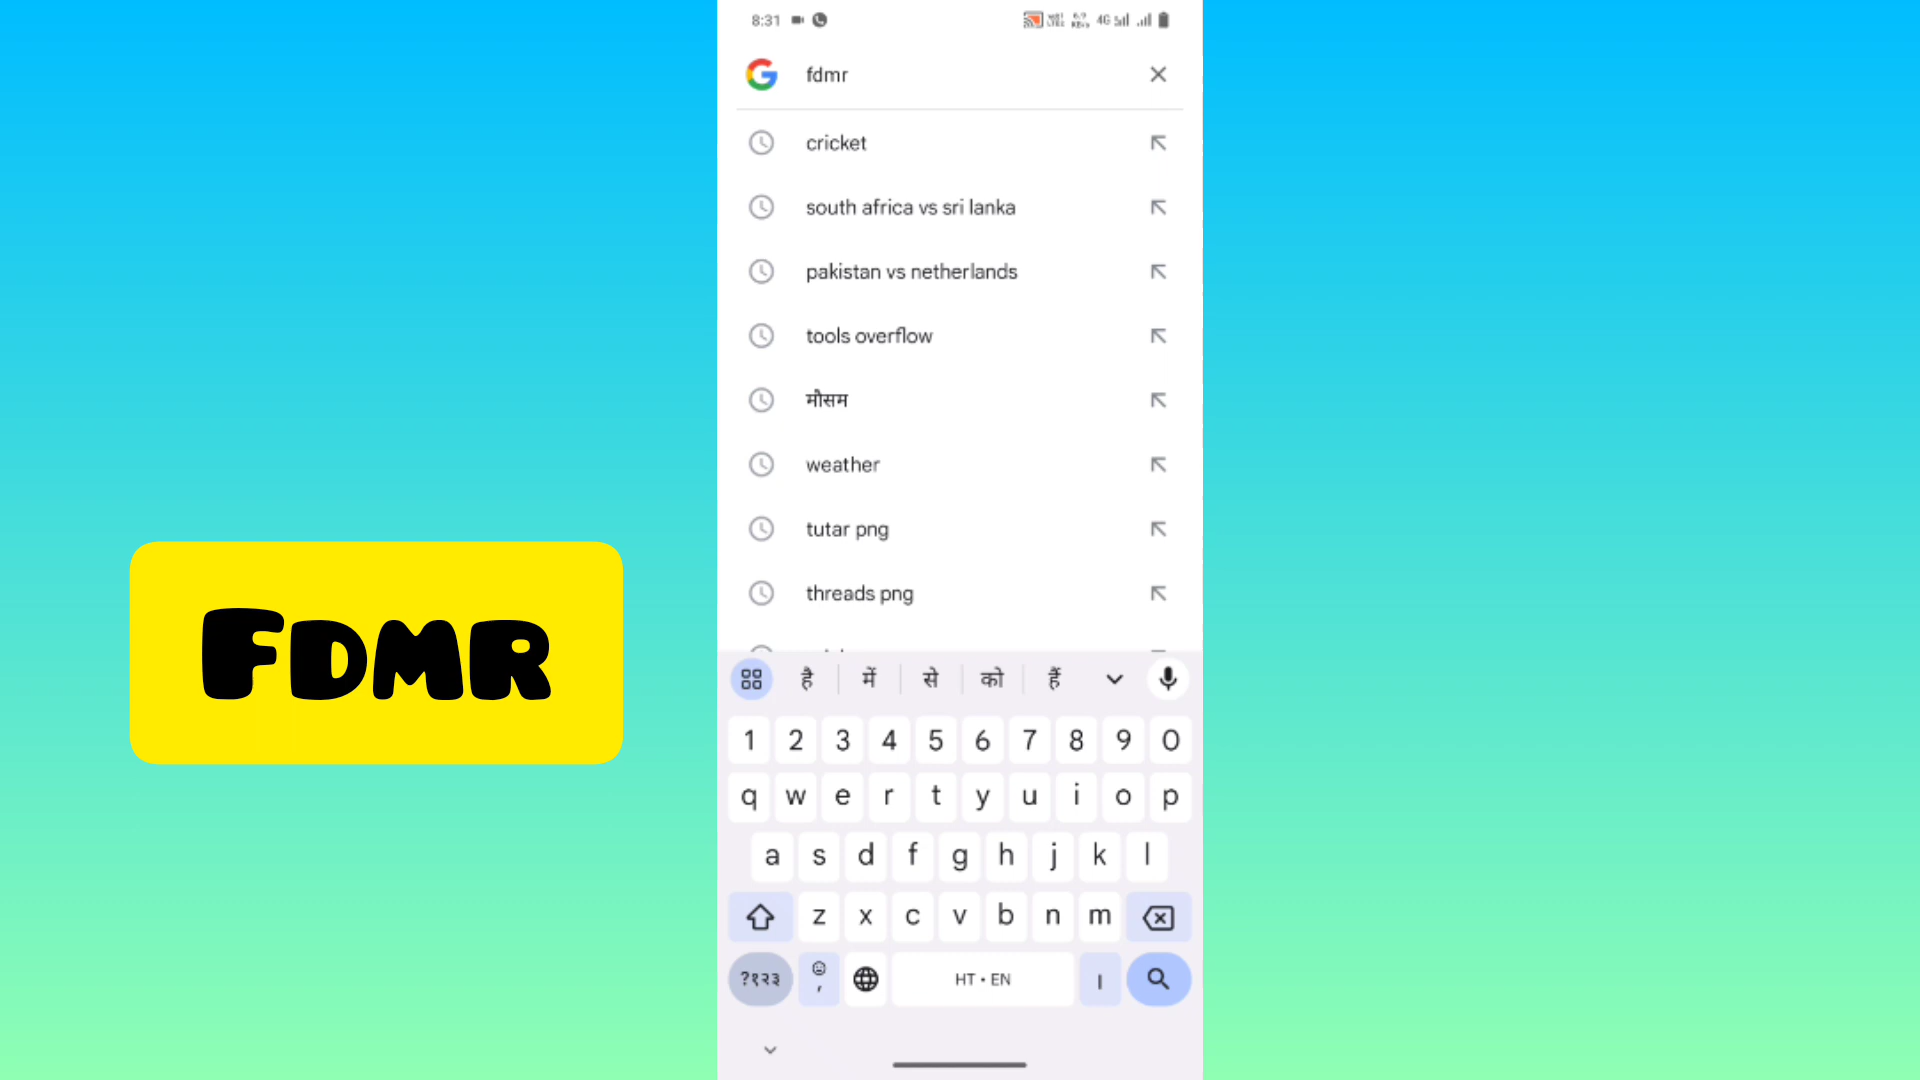 8:31
4G
fdmr
cricket
south africa vs sri lanka
pakistan vs netherlands
tools overflow
मौसम
weather
tutar png
threads png
FDMR
है में से को हैं
1 2 3 4 5 6 7 8 9 0
q w e r t y u i o p
a s d f g h j k l
z x c v b n m
?१२३ , HT • EN ।